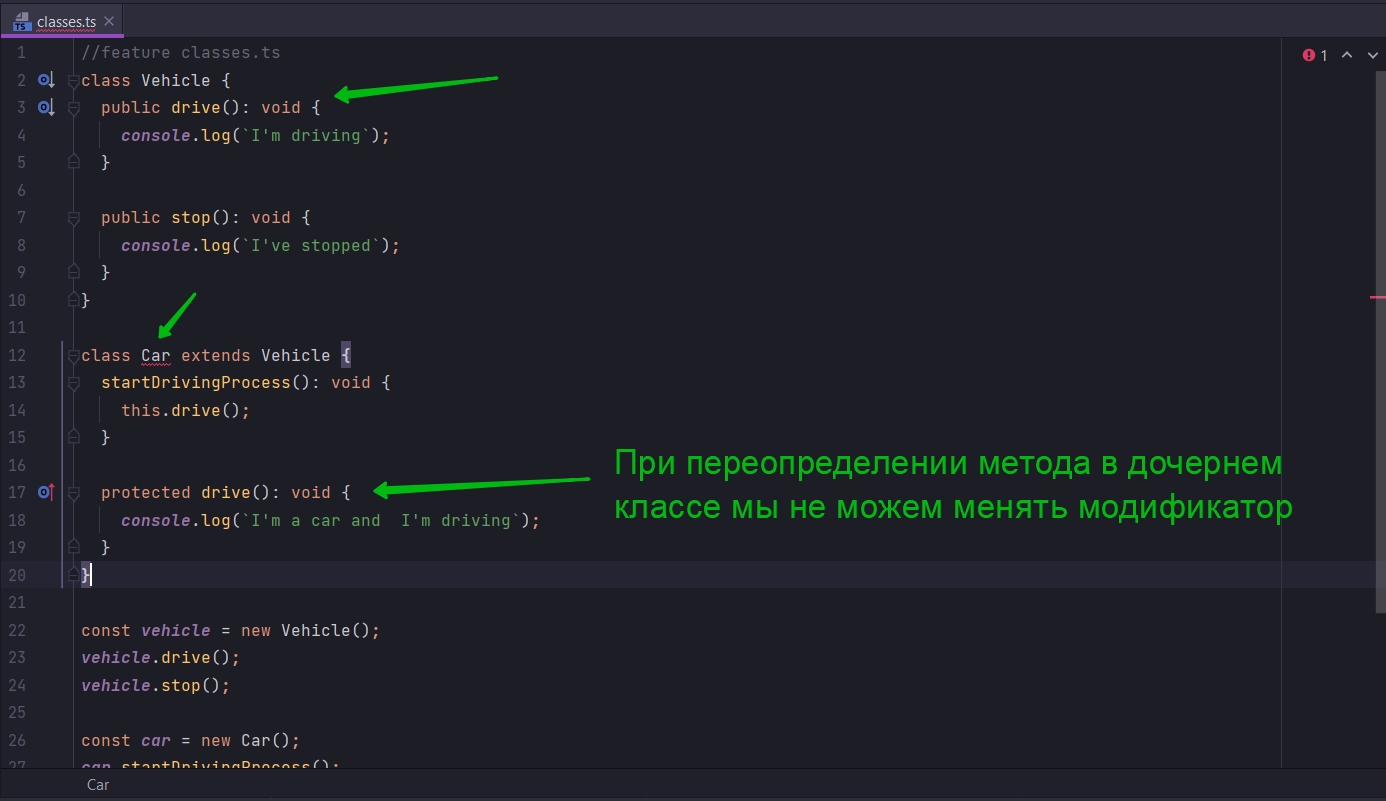 classes.ts
1 //feature classes.ts
1
2 class Vehicle {
3 public drive(): void {
4 console.log(`I'm driving`);
5 }
6
7 public stop(): void {
8 console.log(`I've stopped`);
9 }
10 }
11
12 class Car extends Vehicle {
13 startDrivingProcess(): void {
14 this.drive();
15 }
16
При переопределении метода в дочернем
17 protected drive(): void {
классе мы не можем менять модификатор
18 console.log(`I'm a car and  I'm driving`);
19 }
20 }
21
22 const vehicle = new Vehicle();
23 vehicle.drive();
24 vehicle.stop();
25
26 const car = new Car();
27 car.startDrivingProcess();
Car